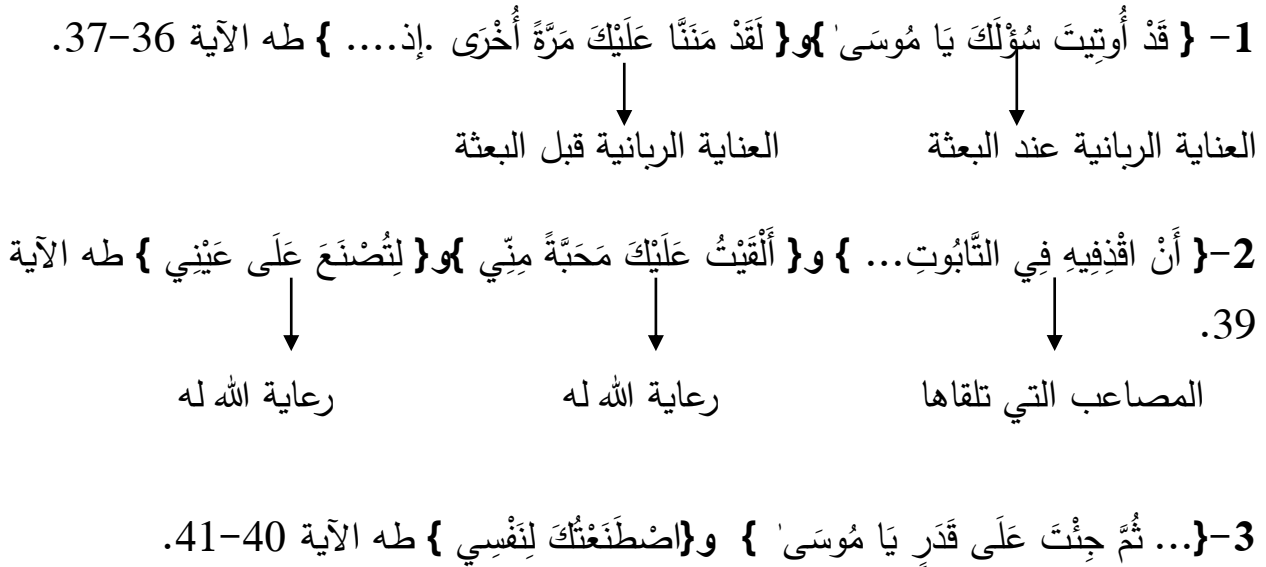 1- { قَدْ أُوتِيتَ سُؤْلَكَ يَا مُوسَىٰ }و{ لَقَدْ مَنَنَّا عَلَيْكَ مَرَّةً أُخْرَى .إذ.... } طه الآية 36-37.
العناية الربانية عند البعثة العناية الربانية قبل البعثة
2-{ أَنْ اقْذِفِيهِ فِي التَّابُوتِ... } و{ أَلْقَيْتُ عَلَيْكَ مَحَبَّةً مِنِّي }و{ لِتُصْنَعَ عَلَى عَيْنِي } طه الآية
39.
المصاعب التي تلقاها رعاية الله له رعاية الله له
3-{... ثُمَّ جِئْتَ عَلَى قَدَرٍ يَا مُوسَىٰ } و{اصْطَنَعْتُكَ لِنَفْسِي } طه الآية 40-41.